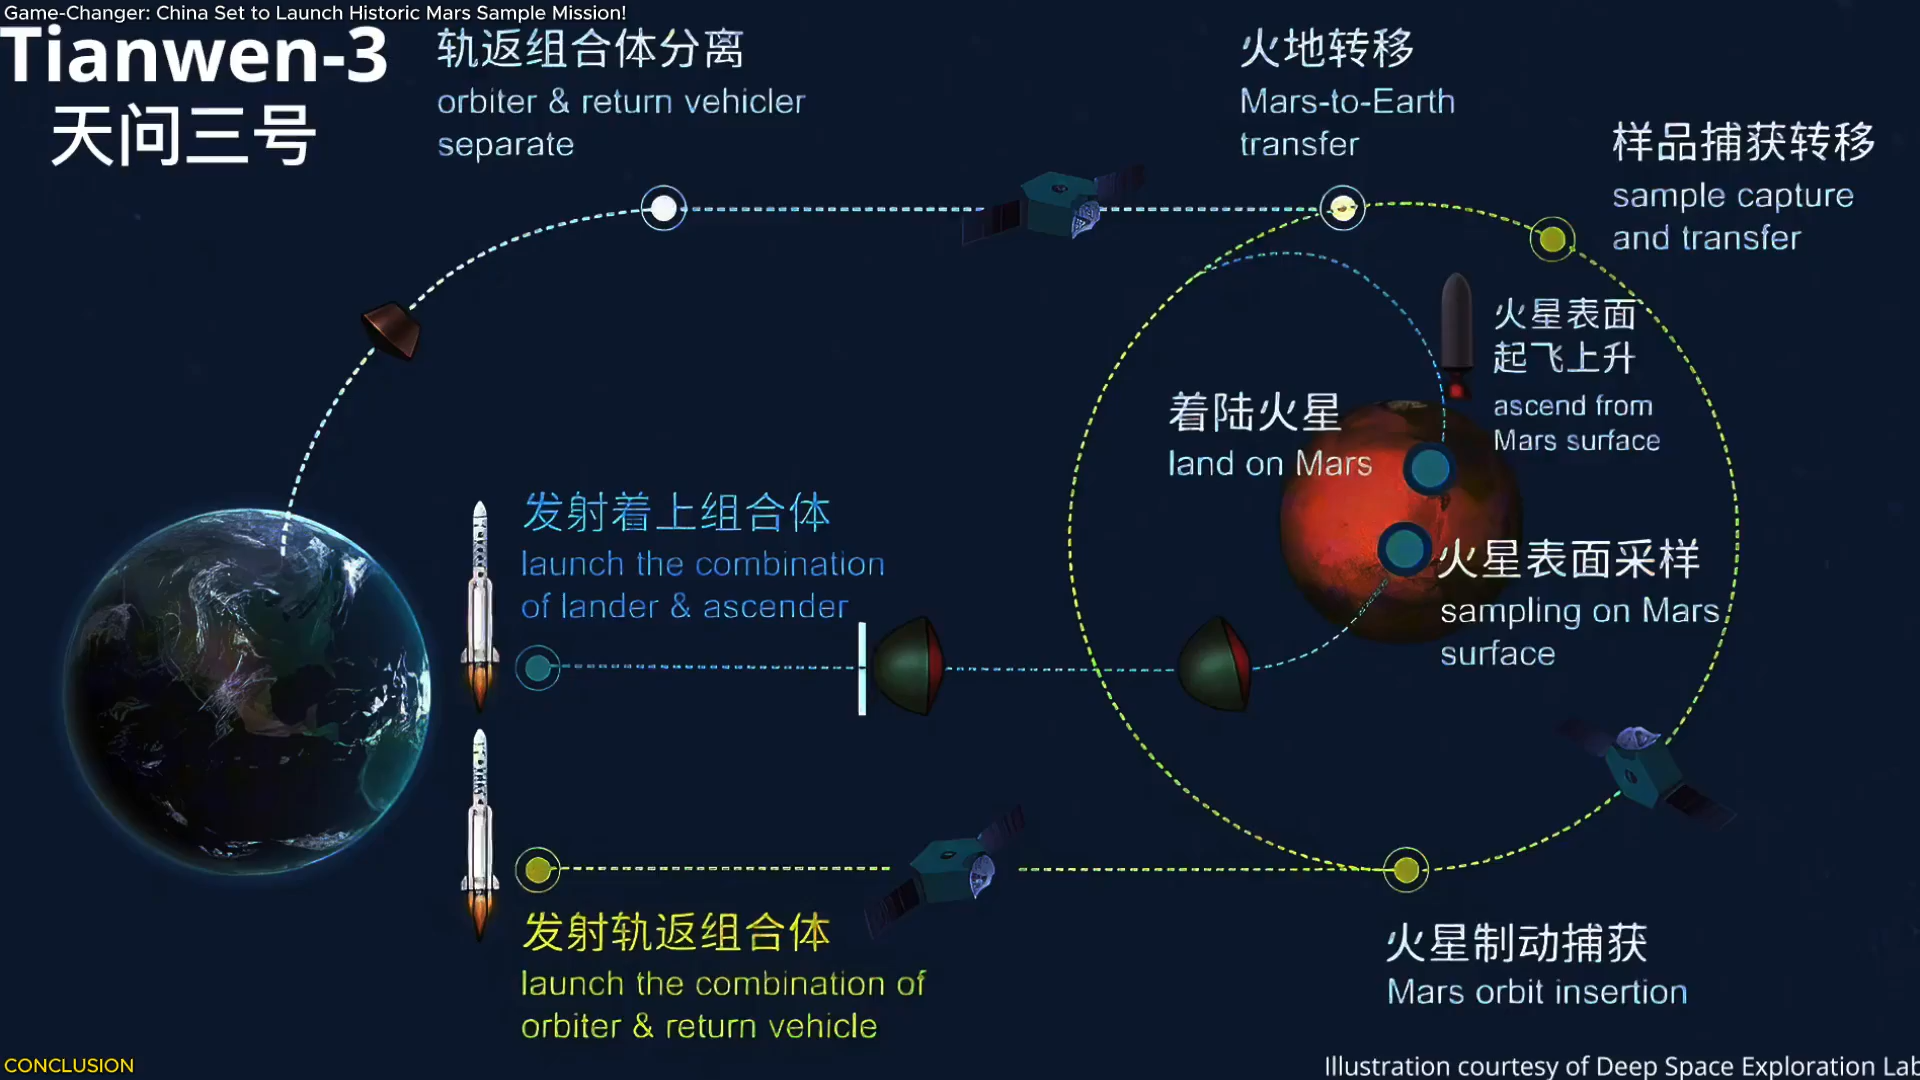 Game-Changer: China Set to Launch Historic Mars Sample Mission!
Tianwen-3
天问三号
轨返组合体分离
orbiter & return vehicler
separate
火地转移
Mars-to-Earth
transfer
样品捕获转移
sample capture
and transfer
火星表面
起飞上升
ascend from
Mars surface
着陆火星
land on Mars
发射着上组合体
launch the combination
of lander & ascender
火星表面采样
sampling on Mars
surface
发射轨返组合体
launch the combination of
orbiter & return vehicle
火星制动捕获
Mars orbit insertion
CONCLUSION
Illustration courtesy of Deep Space Exploration Lab